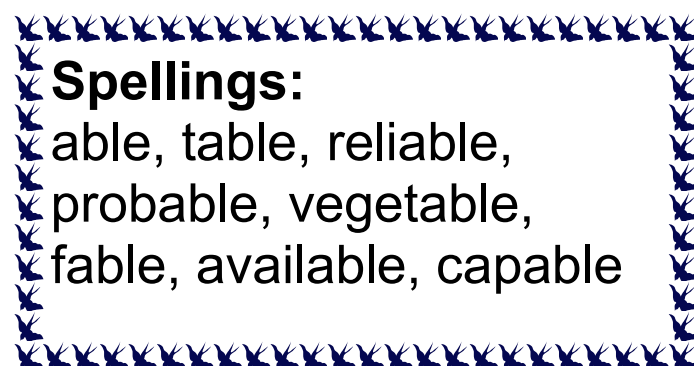 Spellings:
able, table, reliable,
probable, vegetable,
fable, available, capable